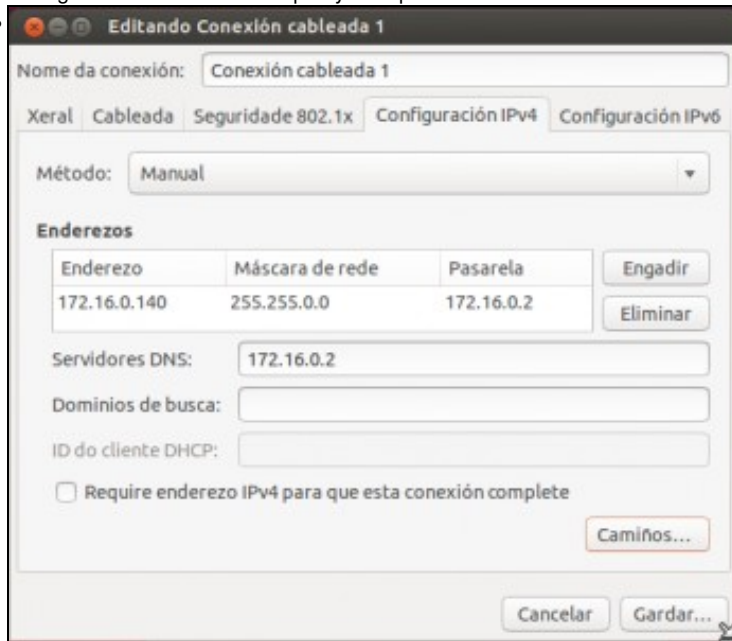 Editando Conexión cableada 1
Nome da conexión: Conexión cableada 1
Xeral Cableada Seguridade 802.1x Configuración IPv4 Configuración IPv6
Método: Manual
Enderezos
Enderezo Máscara de rede Pasarela Engadir
172.16.0.140 255.255.0.0 172.16.0.2 Eliminar
Servidores DNS: 172.16.0.2
Dominios de busca:
ID do cliente DHCP:
Require enderezo IPv4 para que esta conexión complete
Camiños...
Cancelar Gardar...